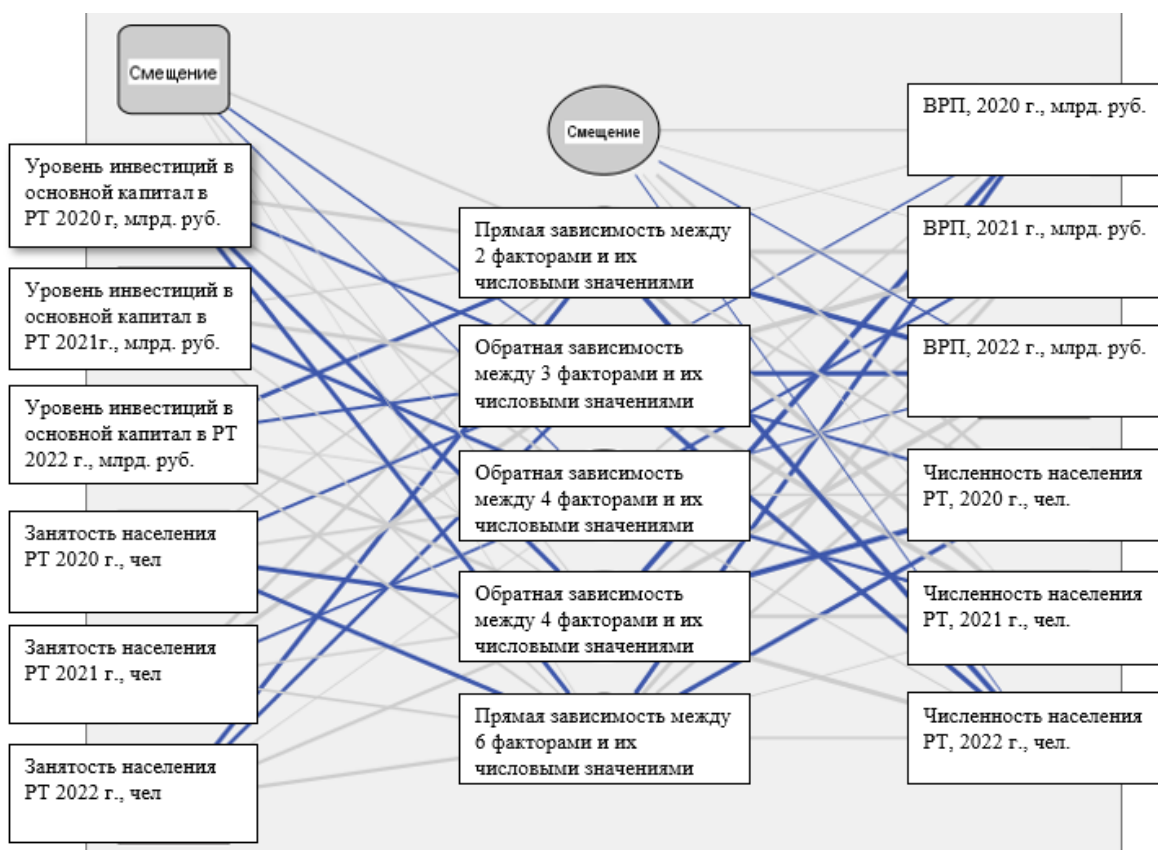 Смещение
Уровень инвестиций в
основной капитал в
РТ 2020 г, млрд. руб.
Уровень инвестиций в
основной капитал в
РТ 2021г., млрд. руб.
Уровень инвестиций в
основной капитал в РТ
2022 г., млрд. руб.
Занятость населения
РТ 2020 г., чел
Занятость населения
РТ 2021 г., чел
Занятость населения
РТ 2022 г., чел
Смещение
Прямая зависимость между
2 факторами и их
числовыми значениями
Обратная зависимость
между 3 факторами и их
числовыми значениями
Обратная зависимость
между 4 факторами и их
числовыми значениями
Обратная зависимость
между 4 факторами и их
числовыми значениями
Прямая зависимость между
6 факторами и их
числовыми значениями
ВРП, 2020 г., млрд. руб.
ВРП, 2021 г., млрд. руб.
ВРП, 2022 г., млрд. руб.
Численность населения
РТ, 2020 г., чел.
Численность населения
РТ, 2021 г., чел.
Численность населения
РТ, 2022 г., чел.